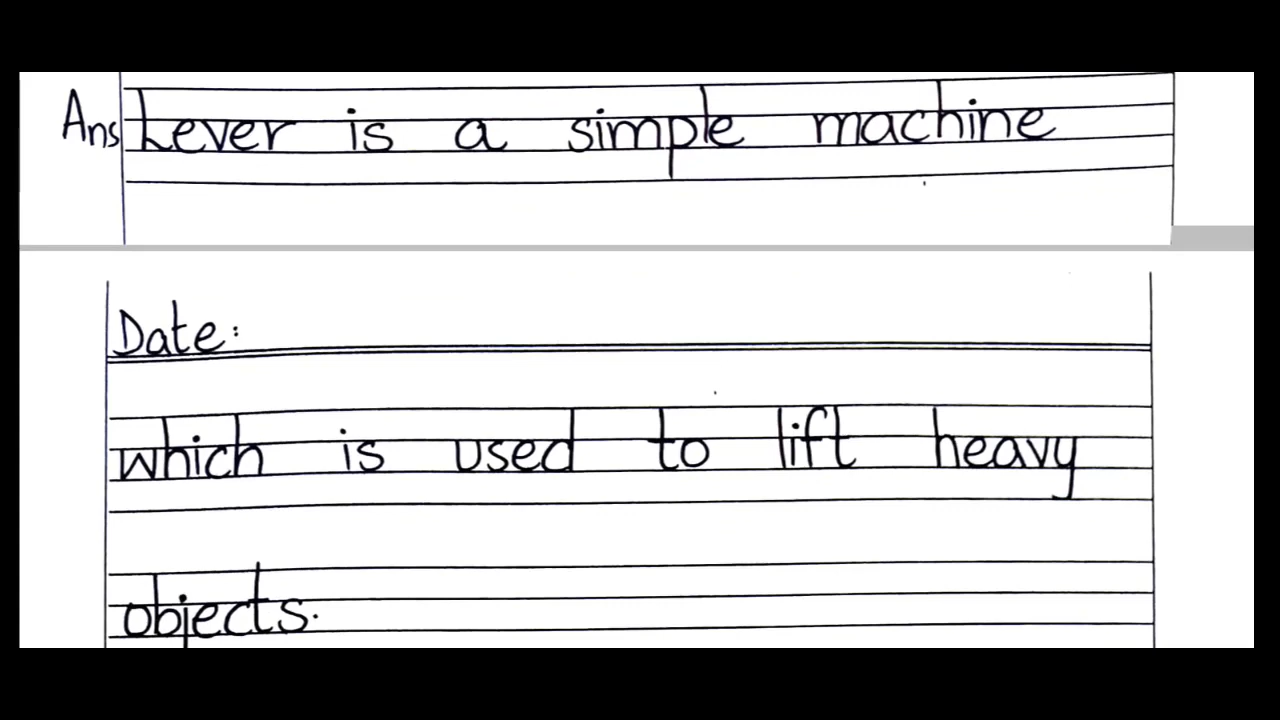 Ans Lever is a simple machine
Date:
which is used to lift heavy
objects.